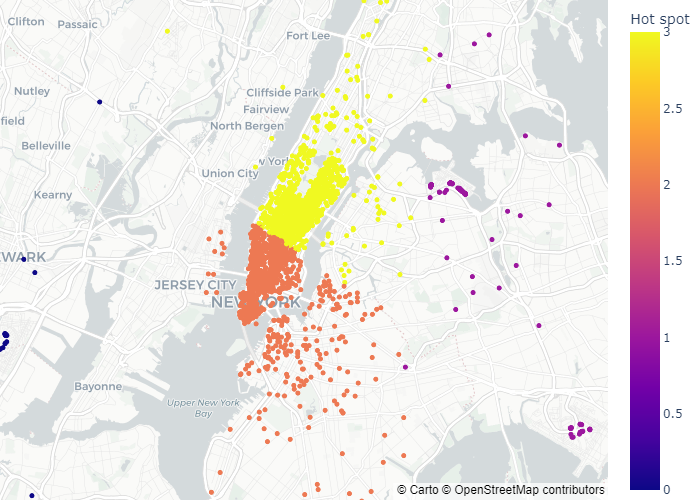 Clifton
Passaic
Fort Lee
Hot spot
3
Nutley
Cliffside Park
Fairview
2.5
field
North Bergen
Belleville
w York
Union City
2
Kearny
1.5
WARK
JERSEY CITY
NEW YORK
1
Bayonne
Upper New York
Bay
0.5
© Carto © OpenStreetMap contributors
0